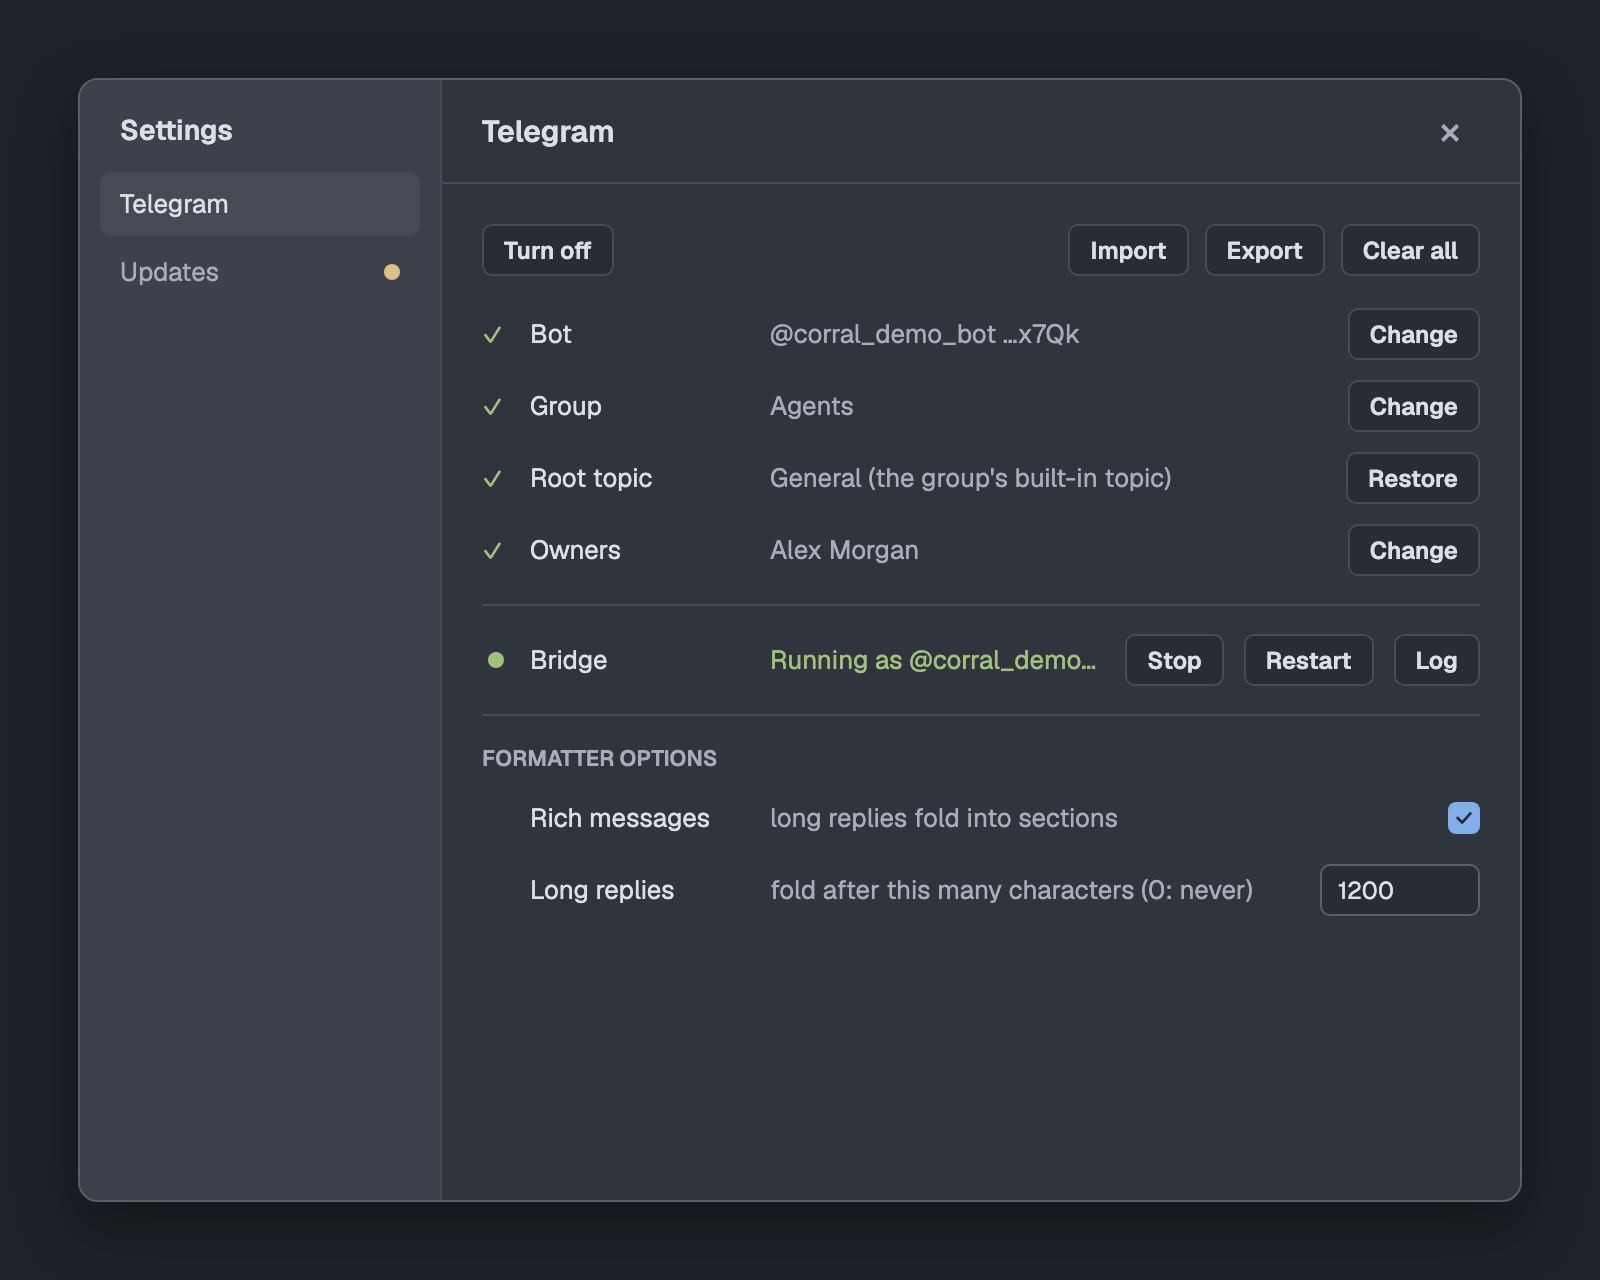 Settings
Telegram
Updates
Telegram
Turn off Import Export Clear all
Bot @corral_demo_bot …x7Qk Change
Group Agents Change
Root topic General (the group's built-in topic) Restore
Owners Alex Morgan Change
Bridge Running as @corral_demo… Stop Restart Log
FORMATTER OPTIONS
Rich messages long replies fold into sections
Long replies fold after this many characters (0: never) 1200